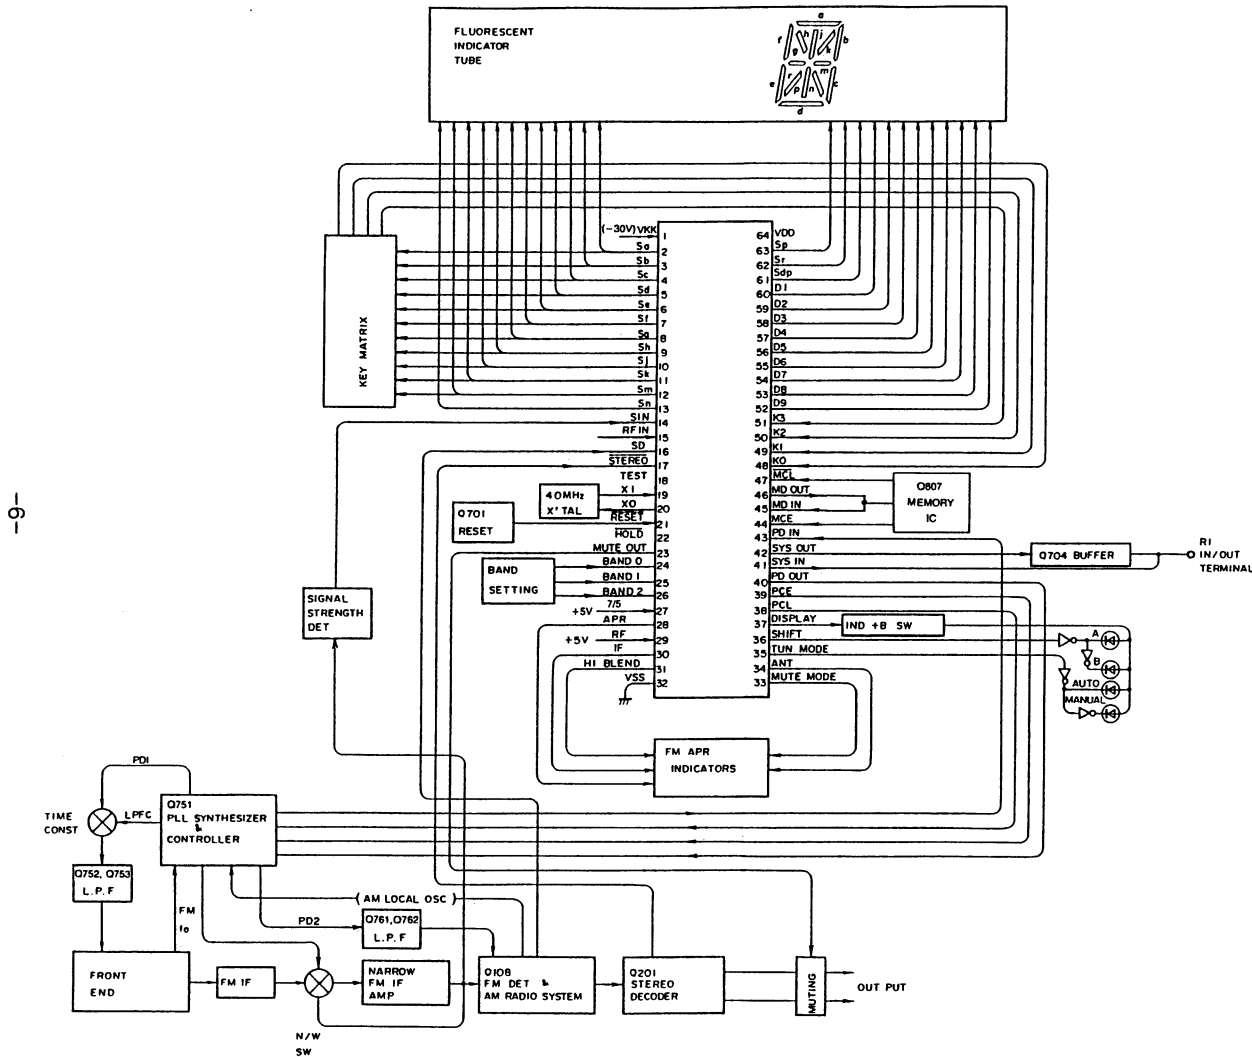 FLUORESCENT
INDICATOR
TUBE
a
f h j b
g k
e r m c
p n
d
(-30V) VKK 1
Sa 2
Sb 3
Sc 4
Sd 5
Se 6
Sf 7
Sg 8
Sh 9
Sj 10
Sk 11
Sm 12
Sn 13
SIN 14
RF IN 15
SD 16
STEREO 17
TEST 18
X1 19
XO 20
RESET 21
HOLD 22
MUTE OUT 23
BAND 0 24
BAND 1 25
BAND 2 26
+5V 7/5 27
APR 28
+5V RF 29
IF 30
HI BLEND 31
VSS 32
64 VDD
63 Sp
62 Sr
61 Sdp
60 D1
59 D2
58 D3
57 D4
56 D5
55 D6
54 D7
53 D8
52 D9
51 K3
50 K2
49 K1
48 K0
47 MCL
46 MD OUT
45 MD IN
44 MCE
43 PD IN
42 SYS OUT
41 SYS IN
40 PD OUT
39 PCE
38 PCL
37 DISPLAY
36 SHIFT
35 TUN MODE
34 ANT
33 MUTE MODE
KEY MATRIX
4.0MHz
X'TAL
Q701
RESET
BAND
SETTING
SIGNAL
STRENGTH
DET
Q807
MEMORY
IC
Q704 BUFFER
RI
IN/OUT
TERMINAL
IND +B SW
A
B
AUTO
MANUAL
FM APR
INDICATORS
-9-
PD1
TIME
CONST
LPFC
Q751
PLL SYNTHESIZER
&
CONTROLLER
Q752, Q753
L.P.F
FM
fo
PD2
(AM LOCAL OSC)
Q761, Q762
L.P.F
FRONT
END
FM IF
NARROW
FM IF
AMP
N/W
SW
Q108
FM DET &
AM RADIO SYSTEM
Q201
STEREO
DECODER
MUTING
OUT PUT